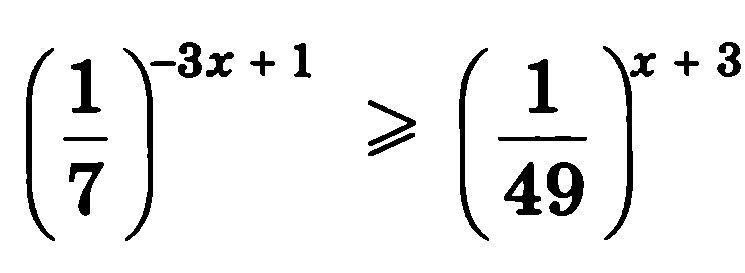 (1/7)^{-3x + 1} ⩾ (1/49)^{x + 3}